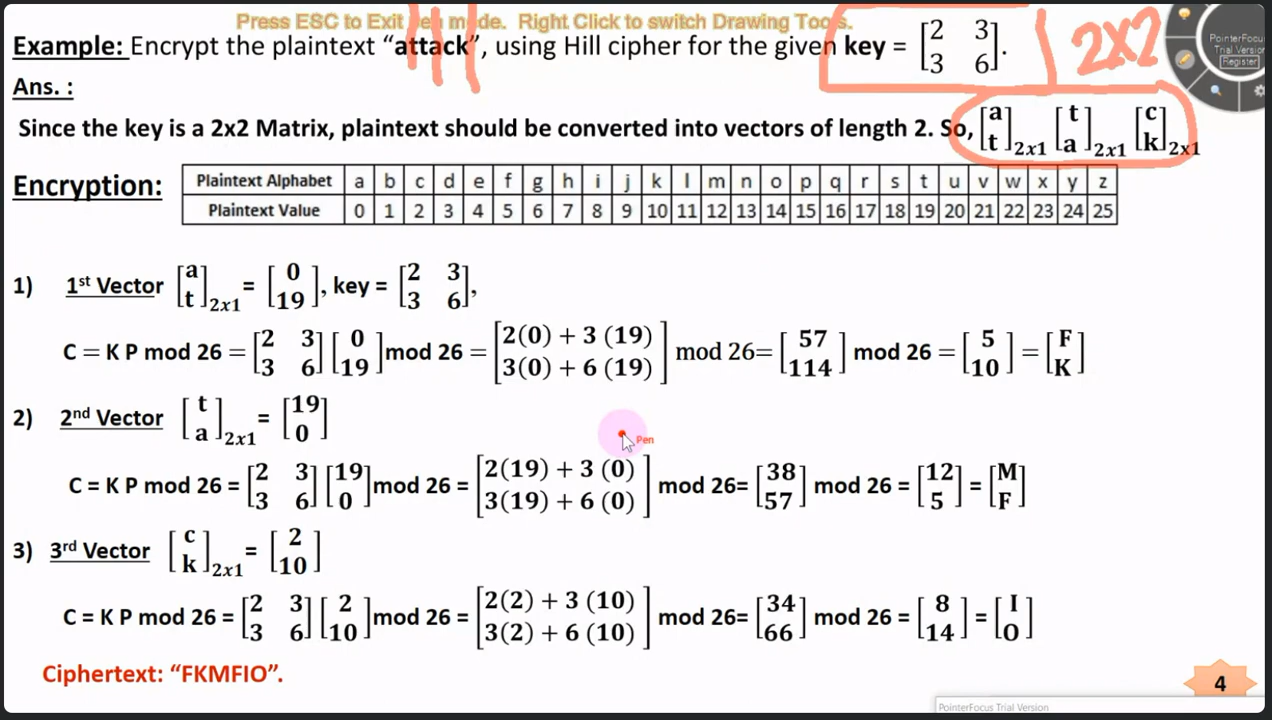 Press ESC to Exit Pen mode. Right Click to switch Drawing Tools.
Example: Encrypt the plaintext “attack”, using Hill cipher for the given key = [2 3; 3 6]. 2X2
PointerFocus
Trial Version
Register
Ans. :
Since the key is a 2x2 Matrix, plaintext should be converted into vectors of length 2. So, [a; t]2x1 [t; a]2x1 [c; k]2x1
Encryption:
Plaintext Alphabet a b c d e f g h i j k l m n o p q r s t u v w x y z
Plaintext Value 0 1 2 3 4 5 6 7 8 9 10 11 12 13 14 15 16 17 18 19 20 21 22 23 24 25
1) 1st Vector [a; t]2x1 = [0; 19], key = [2 3; 3 6],
C = K P mod 26 = [2 3; 3 6] [0; 19] mod 26 = [2(0) + 3 (19); 3(0) + 6 (19)] mod 26= [57; 114] mod 26 = [5; 10] = [F; K]
2) 2nd Vector [t; a]2x1 = [19; 0]
Pen
C = K P mod 26 = [2 3; 3 6] [19; 0] mod 26 = [2(19) + 3 (0); 3(19) + 6 (0)] mod 26= [38; 57] mod 26 = [12; 5] = [M; F]
3) 3rd Vector [c; k]2x1 = [2; 10]
C = K P mod 26 = [2 3; 3 6] [2; 10] mod 26 = [2(2) + 3 (10); 3(2) + 6 (10)] mod 26= [34; 66] mod 26 = [8; 14] = [I; O]
Ciphertext: “FKMFIO”.
4
PointerFocus Trial Version